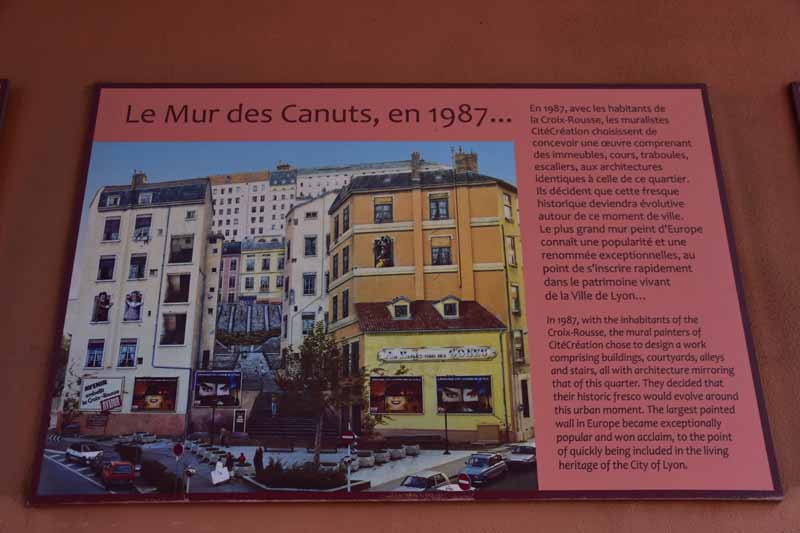 Le Mur des Canuts, en 1987...
En 1987, avec les habitants de
la Croix-Rousse, les muralistes
CitéCréation choisissent de
concevoir une œuvre comprenant
des immeubles, cours, traboules,
escaliers, aux architectures
identiques à celle de ce quartier.
Ils décident que cette fresque
historique deviendra évolutive
autour de ce moment de ville.
Le plus grand mur peint d'Europe
connaît une popularité et une
renommée exceptionnelles, au
point de s'inscrire rapidement
dans le patrimoine vivant
de la Ville de Lyon...
In 1987, with the inhabitants of the
Croix-Rousse, the mural painters of
CitéCréation chose to design a work
comprising buildings, courtyards, alleys
and stairs, all with architecture mirroring
that of this quarter. They decided that
their historic fresco would evolve around
this urban moment. The largest painted
wall in Europe became exceptionally
popular and won acclaim, to the point
of quickly being included in the living
heritage of the City of Lyon.
AVENIR
embellit
la Croix-Rousse